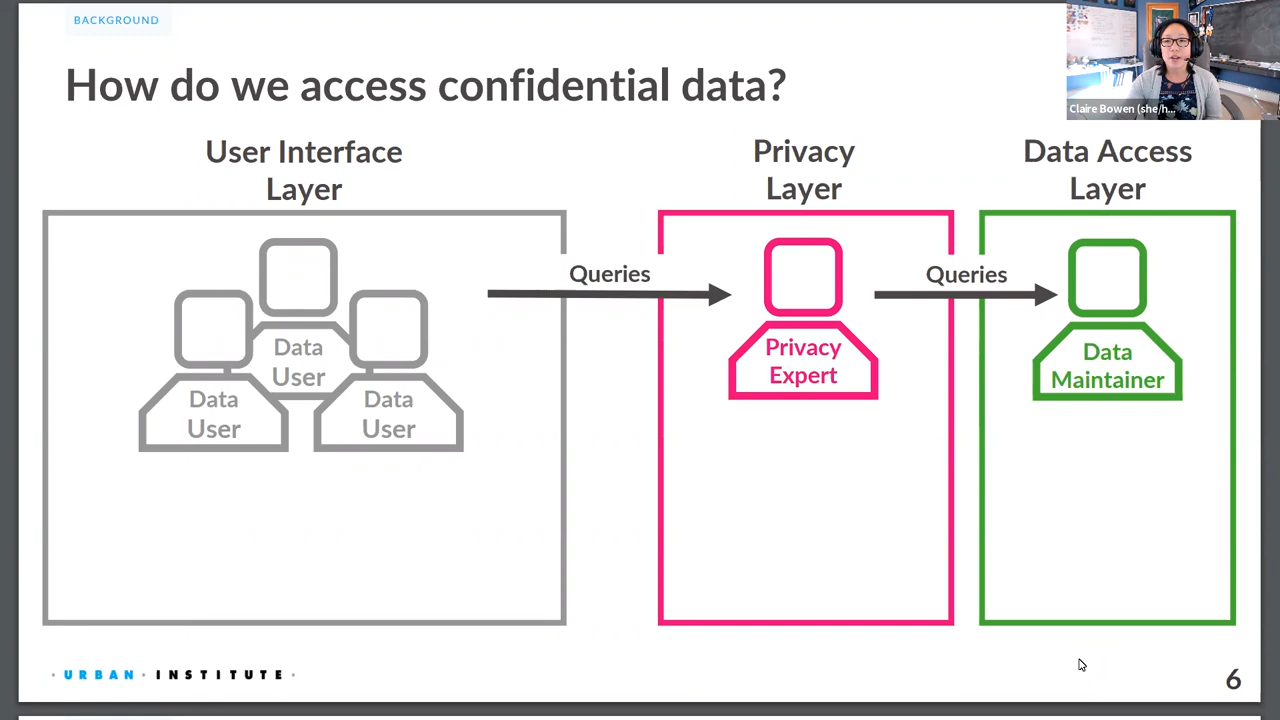 BACKGROUND
How do we access confidential data?
Claire Bowen (she/h...
User Interface
Layer
Privacy
Layer
Data Access
Layer
Queries
Queries
Data
User
Data
User
Data
User
Privacy
Expert
Data
Maintainer
· URBAN · INSTITUTE ·
6